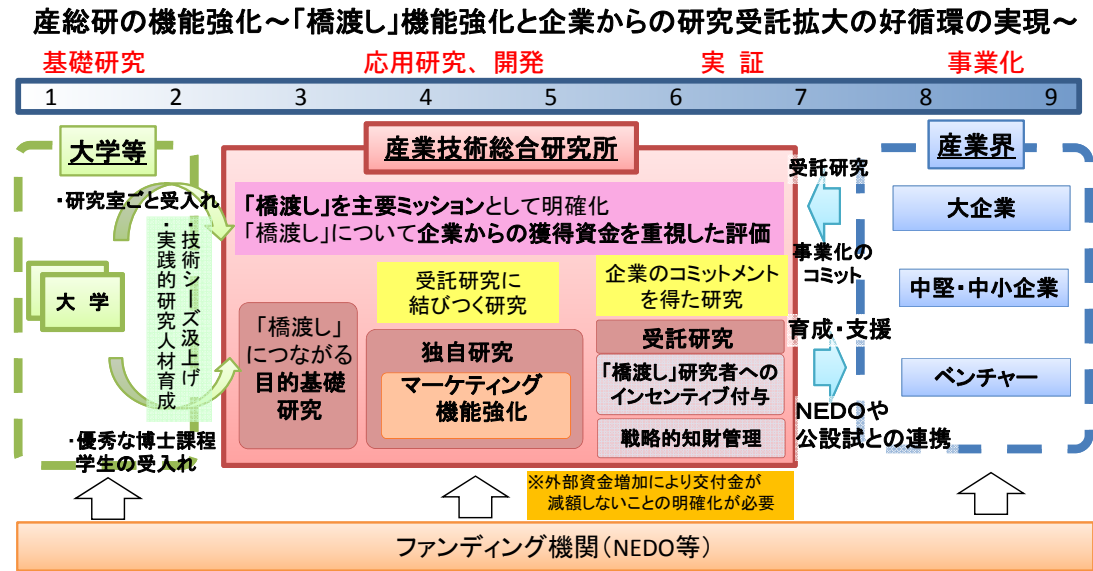 産総研の機能強化～「橋渡し」機能強化と企業からの研究受託拡大の好循環の実現～
基礎研究
応用研究、開発
実 証
事業化
1 2 3 4 5 6 7 8 9
大学等
・研究室ごと受入れ
・技術シーズ汲上げ
・実践的研究人材育成
大 学
・優秀な博士課程
学生の受入れ
産業技術総合研究所
「橋渡し」を主要ミッションとして明確化
「橋渡し」について企業からの獲得資金を重視した評価
「橋渡し」
につながる
目的基礎
研究
受託研究に
結びつく研究
独自研究
マーケティング
機能強化
企業のコミットメント
を得た研究
受託研究
「橋渡し」研究者への
インセンティブ付与
戦略的知財管理
受託研究
事業化の
コミット
育成・支援
NEDOや
公設試との連携
産業界
大企業
中堅・中小企業
ベンチャー
※外部資金増加により交付金が
減額しないことの明確化が必要
ファンディング機関(NEDO等)